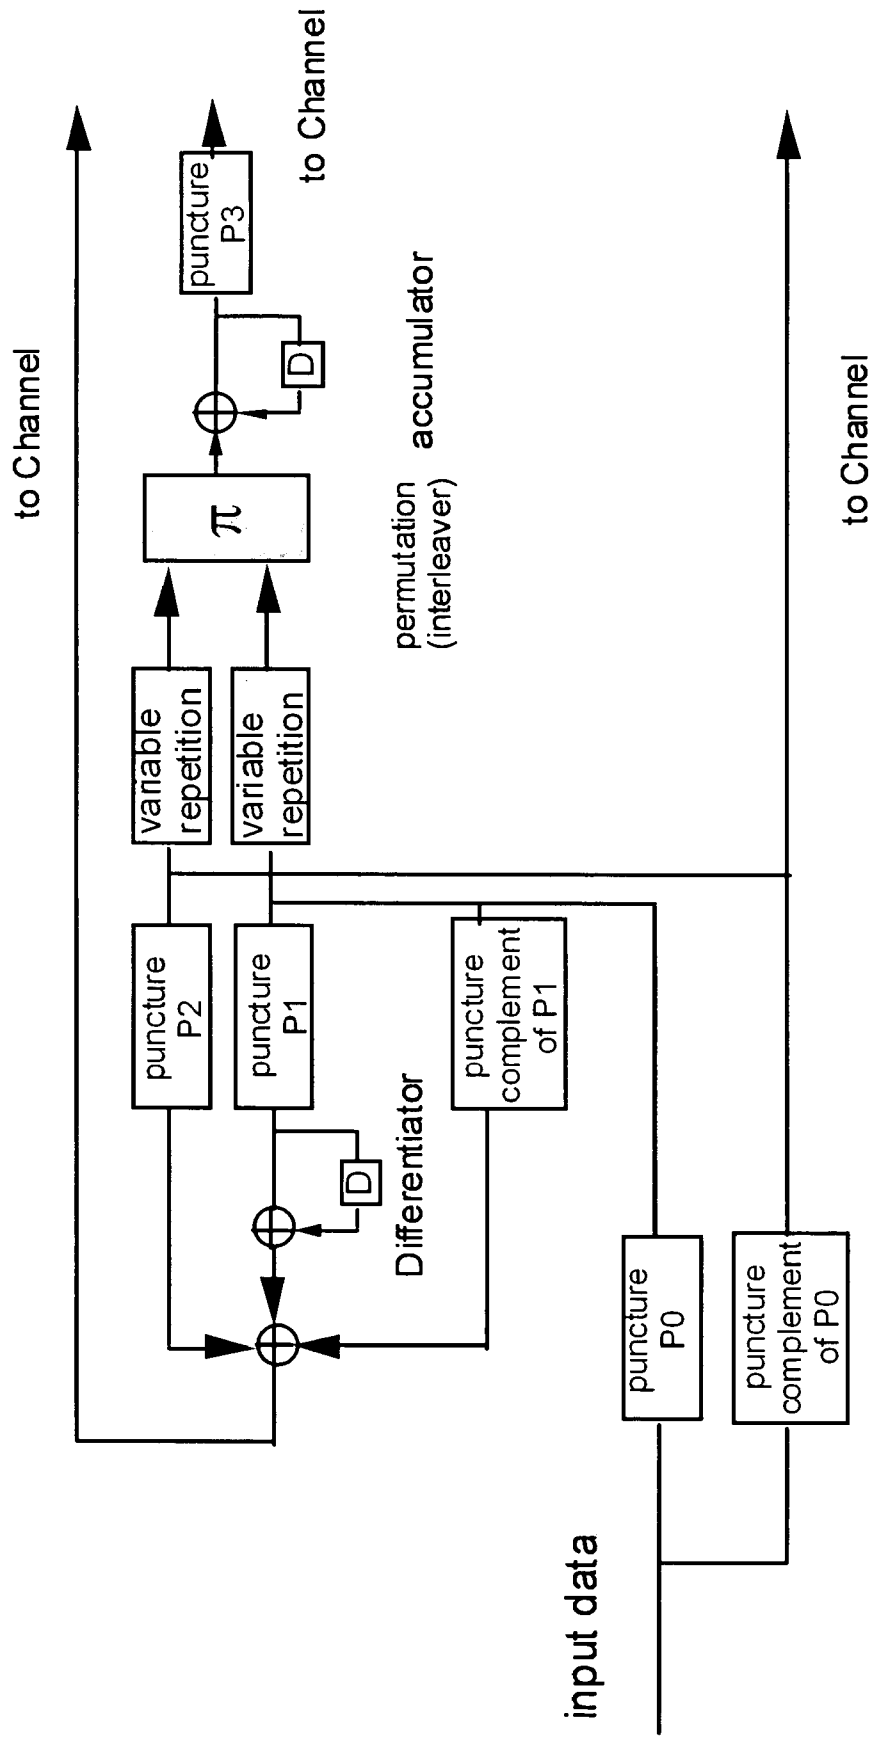 to Channel
puncture
P3
to Channel
D
accumulator
π
permutation
(interleaver)
variable
repetition
variable
repetition
puncture
P2
puncture
P1
puncture
complement
of P1
D
Differentiator
puncture
P0
puncture
complement
of P0
input data
to Channel